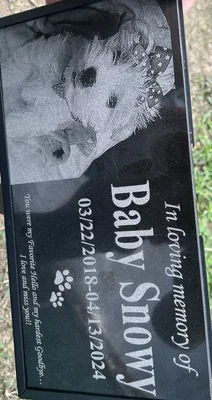 In loving memory of
Baby Snowy
03/22/2018-04/13/2024
You were my Favorite Hello and my hardest Goodbye...
I love and miss you!!